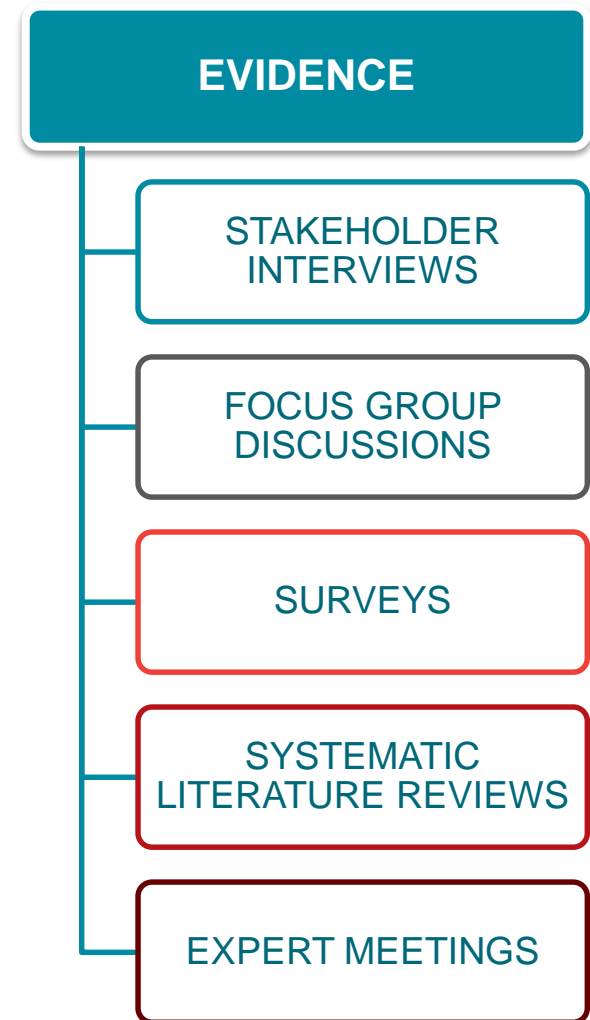 EVIDENCE
STAKEHOLDER
INTERVIEWS
FOCUS GROUP
DISCUSSIONS
SURVEYS
SYSTEMATIC
LITERATURE REVIEWS
EXPERT MEETINGS